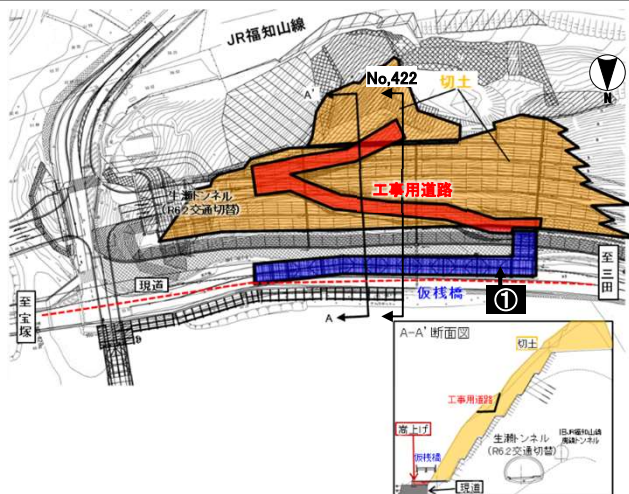 JR福知山線
No,422
切土
A'
N
工事用道路
生瀬トンネル
(R6.2交通切替)
現道
至宝塚
至三田
仮桟橋
①
A
A-A'断面図
切土
工事用道路
嵩上げ
仮桟橋
生瀬トンネル
(R6.2交通切替)
旧JR福知山線
廃線トンネル
現道